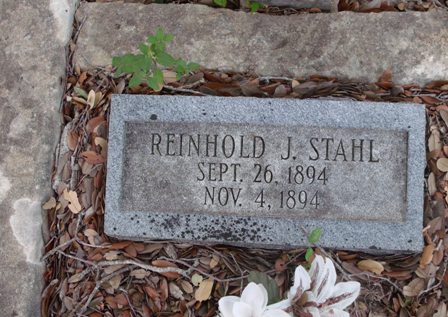 REINHOLD J. STAHL
SEPT. 26, 1894
NOV. 4, 1894